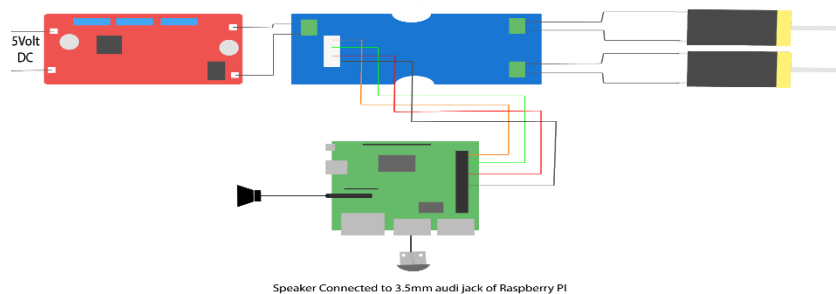 5Volt
DC
Speaker Connected to 3.5mm audi jack of Raspberry PI